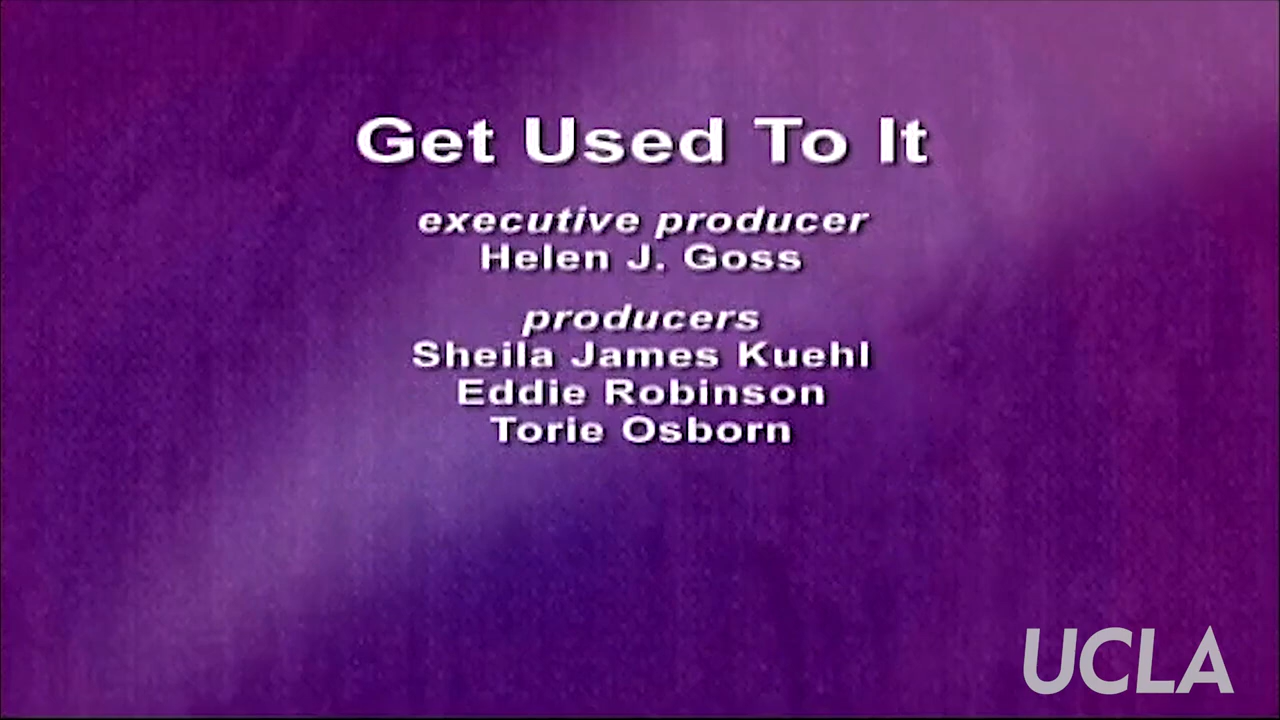 Get Used To It
executive producer
Helen J. Goss
producers
Sheila James Kuehl
Eddie Robinson
Torie Osborn
UCLA